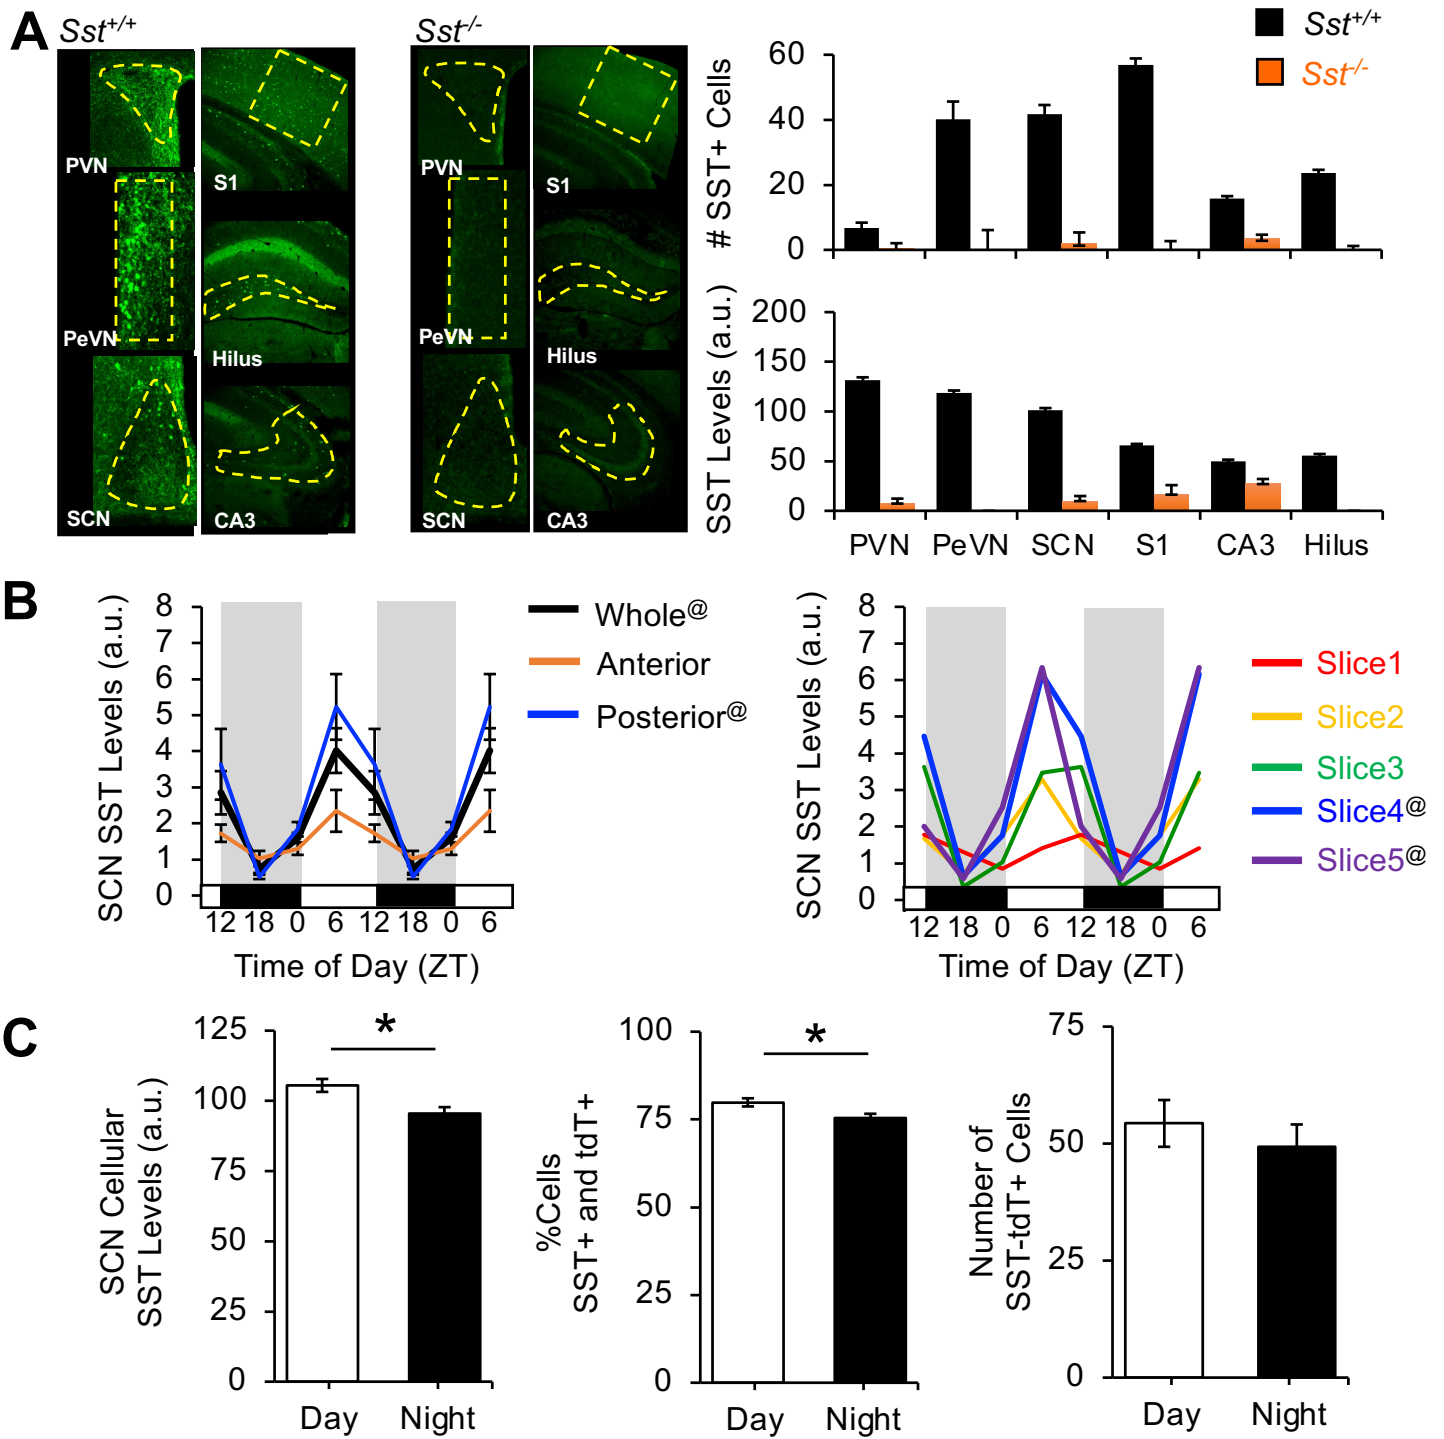 A
Sst+/+
Sst-/-
PVN
S1
PeVN
Hilus
SCN
CA3
PVN
S1
PeVN
Hilus
SCN
CA3
Sst+/+
Sst-/-
# SST+ Cells
60
40
20
0
SST Levels (a.u.)
200
150
100
50
0
PVN PeVN SCN S1 CA3 Hilus
B
SCN SST Levels (a.u.)
8
7
6
5
4
3
2
1
0
12 18 0 6 12 18 0 6
Time of Day (ZT)
Whole@
Anterior
Posterior@
SCN SST Levels (a.u.)
8
7
6
5
4
3
2
1
0
12 18 0 6 12 18 0 6
Time of Day (ZT)
Slice1
Slice2
Slice3
Slice4@
Slice5@
C
SCN Cellular
SST Levels (a.u.)
125
100
75
50
25
0
*
Day Night
%Cells
SST+ and tdT+
100
75
50
25
0
*
Day Night
Number of
SST-tdT+ Cells
75
50
25
0
Day Night